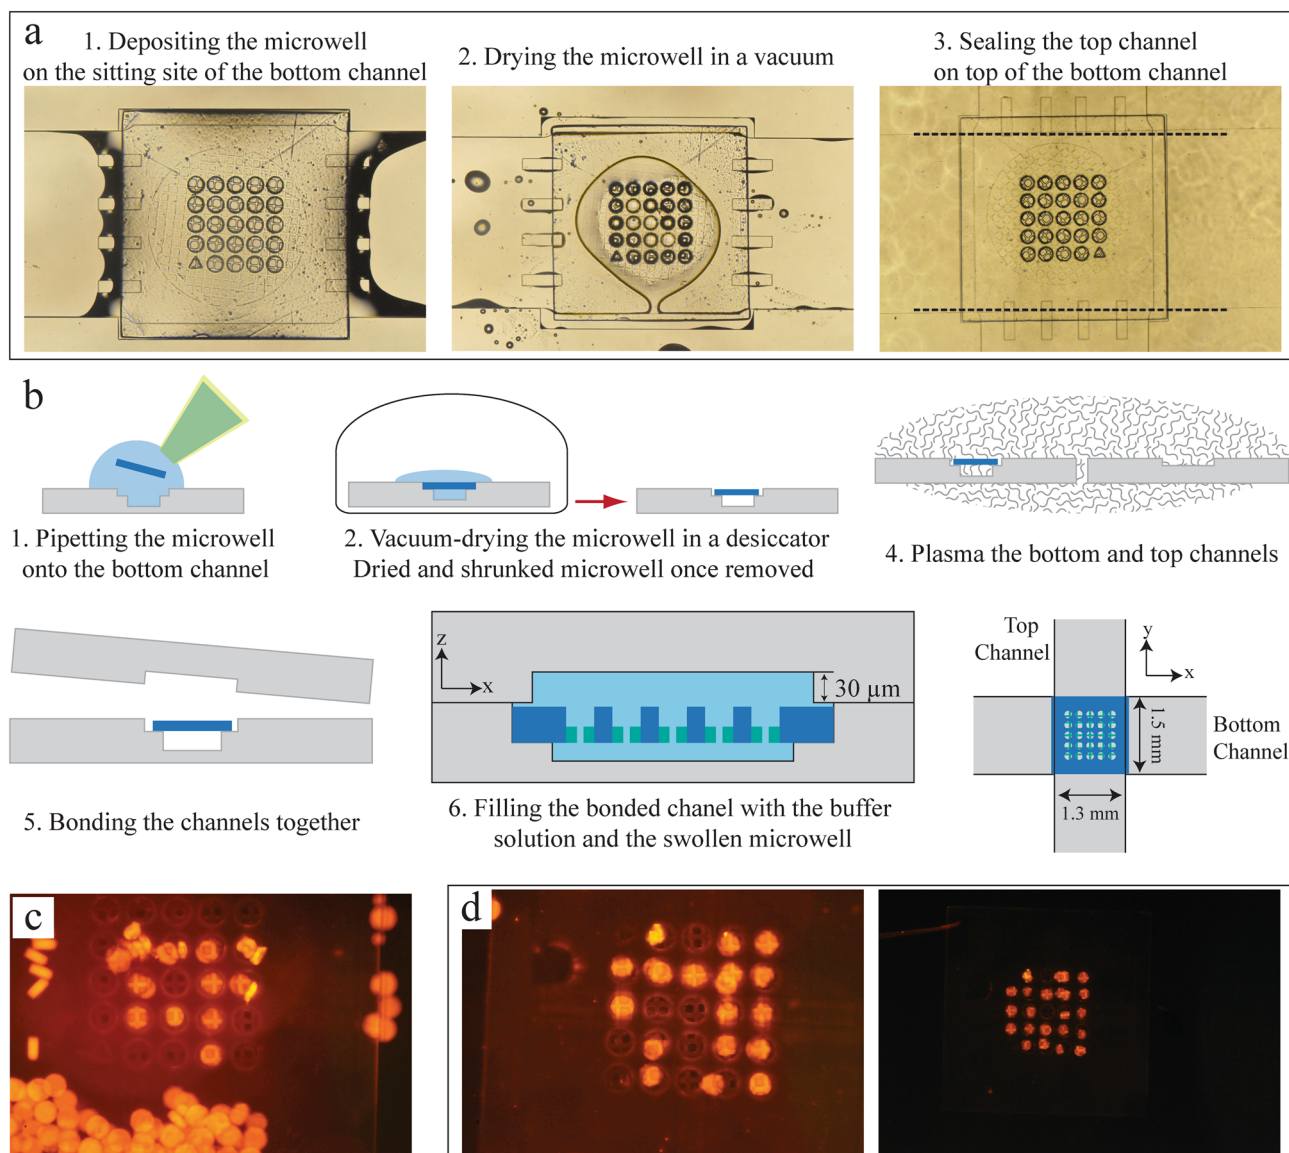 a
1. Depositing the microwell
on the sitting site of the bottom channel
2. Drying the microwell in a vacuum
3. Sealing the top channel
on top of the bottom channel
b
1. Pipetting the microwell
onto the bottom channel
2. Vacuum-drying the microwell in a desiccator
Dried and shrunked microwell once removed
4. Plasma the bottom and top channels
5. Bonding the channels together
z
x
30 µm
6. Filling the bonded chanel with the buffer
solution and the swollen microwell
Top
Channel
y
x
1.5 mm
Bottom
Channel
1.3 mm
c
d